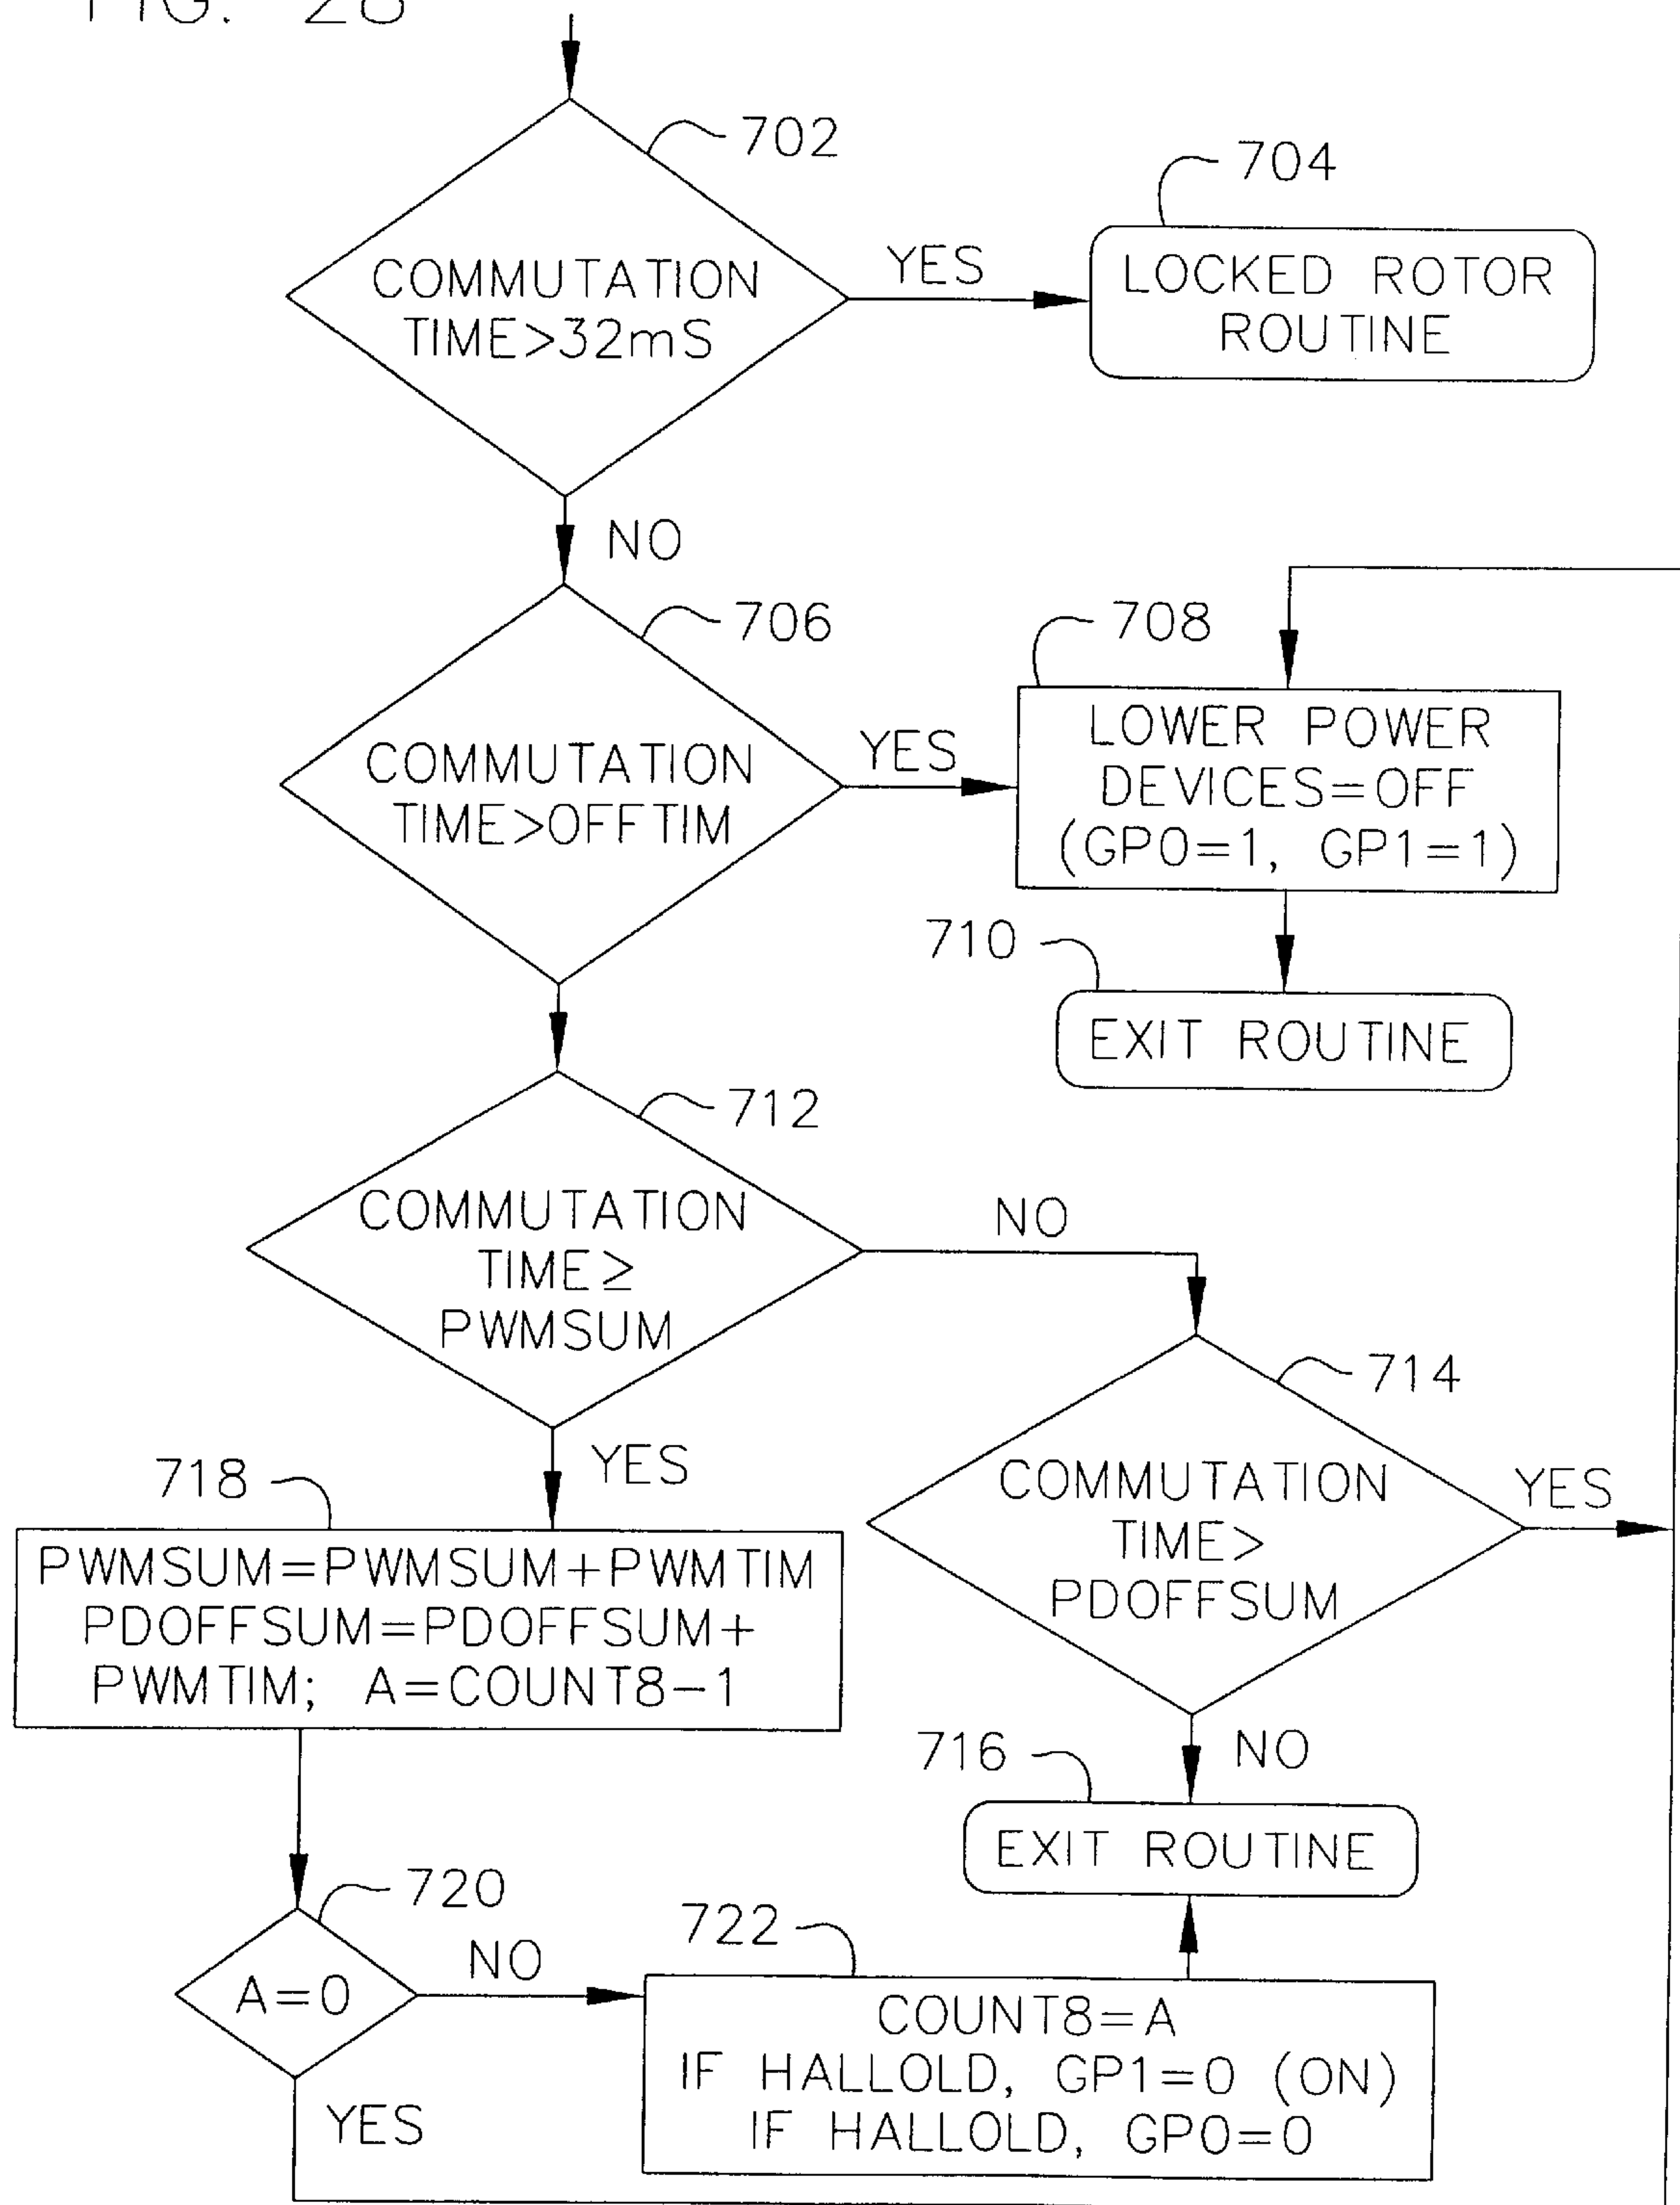 FIG. 28
702
704
COMMUTATION
TIME>32mS
YES
LOCKED ROTOR
ROUTINE
NO
706
708
COMMUTATION
TIME>OFFTIM
YES
LOWER POWER
DEVICES=OFF
(GP0=1, GP1=1)
710
EXIT ROUTINE
712
COMMUTATION
TIME≥
PWMSUM
NO
714
YES
COMMUTATION
TIME>
PDOFFSUM
YES
718
PWMSUM=PWMSUM+PWMTIM
PDOFFSUM=PDOFFSUM+
PWMTIM; A=COUNT8-1
716
NO
EXIT ROUTINE
720
A=0
NO
722
COUNT8=A
IF HALLOLD, GP1=0 (ON)
IF HALLOLD, GP0=0
YES